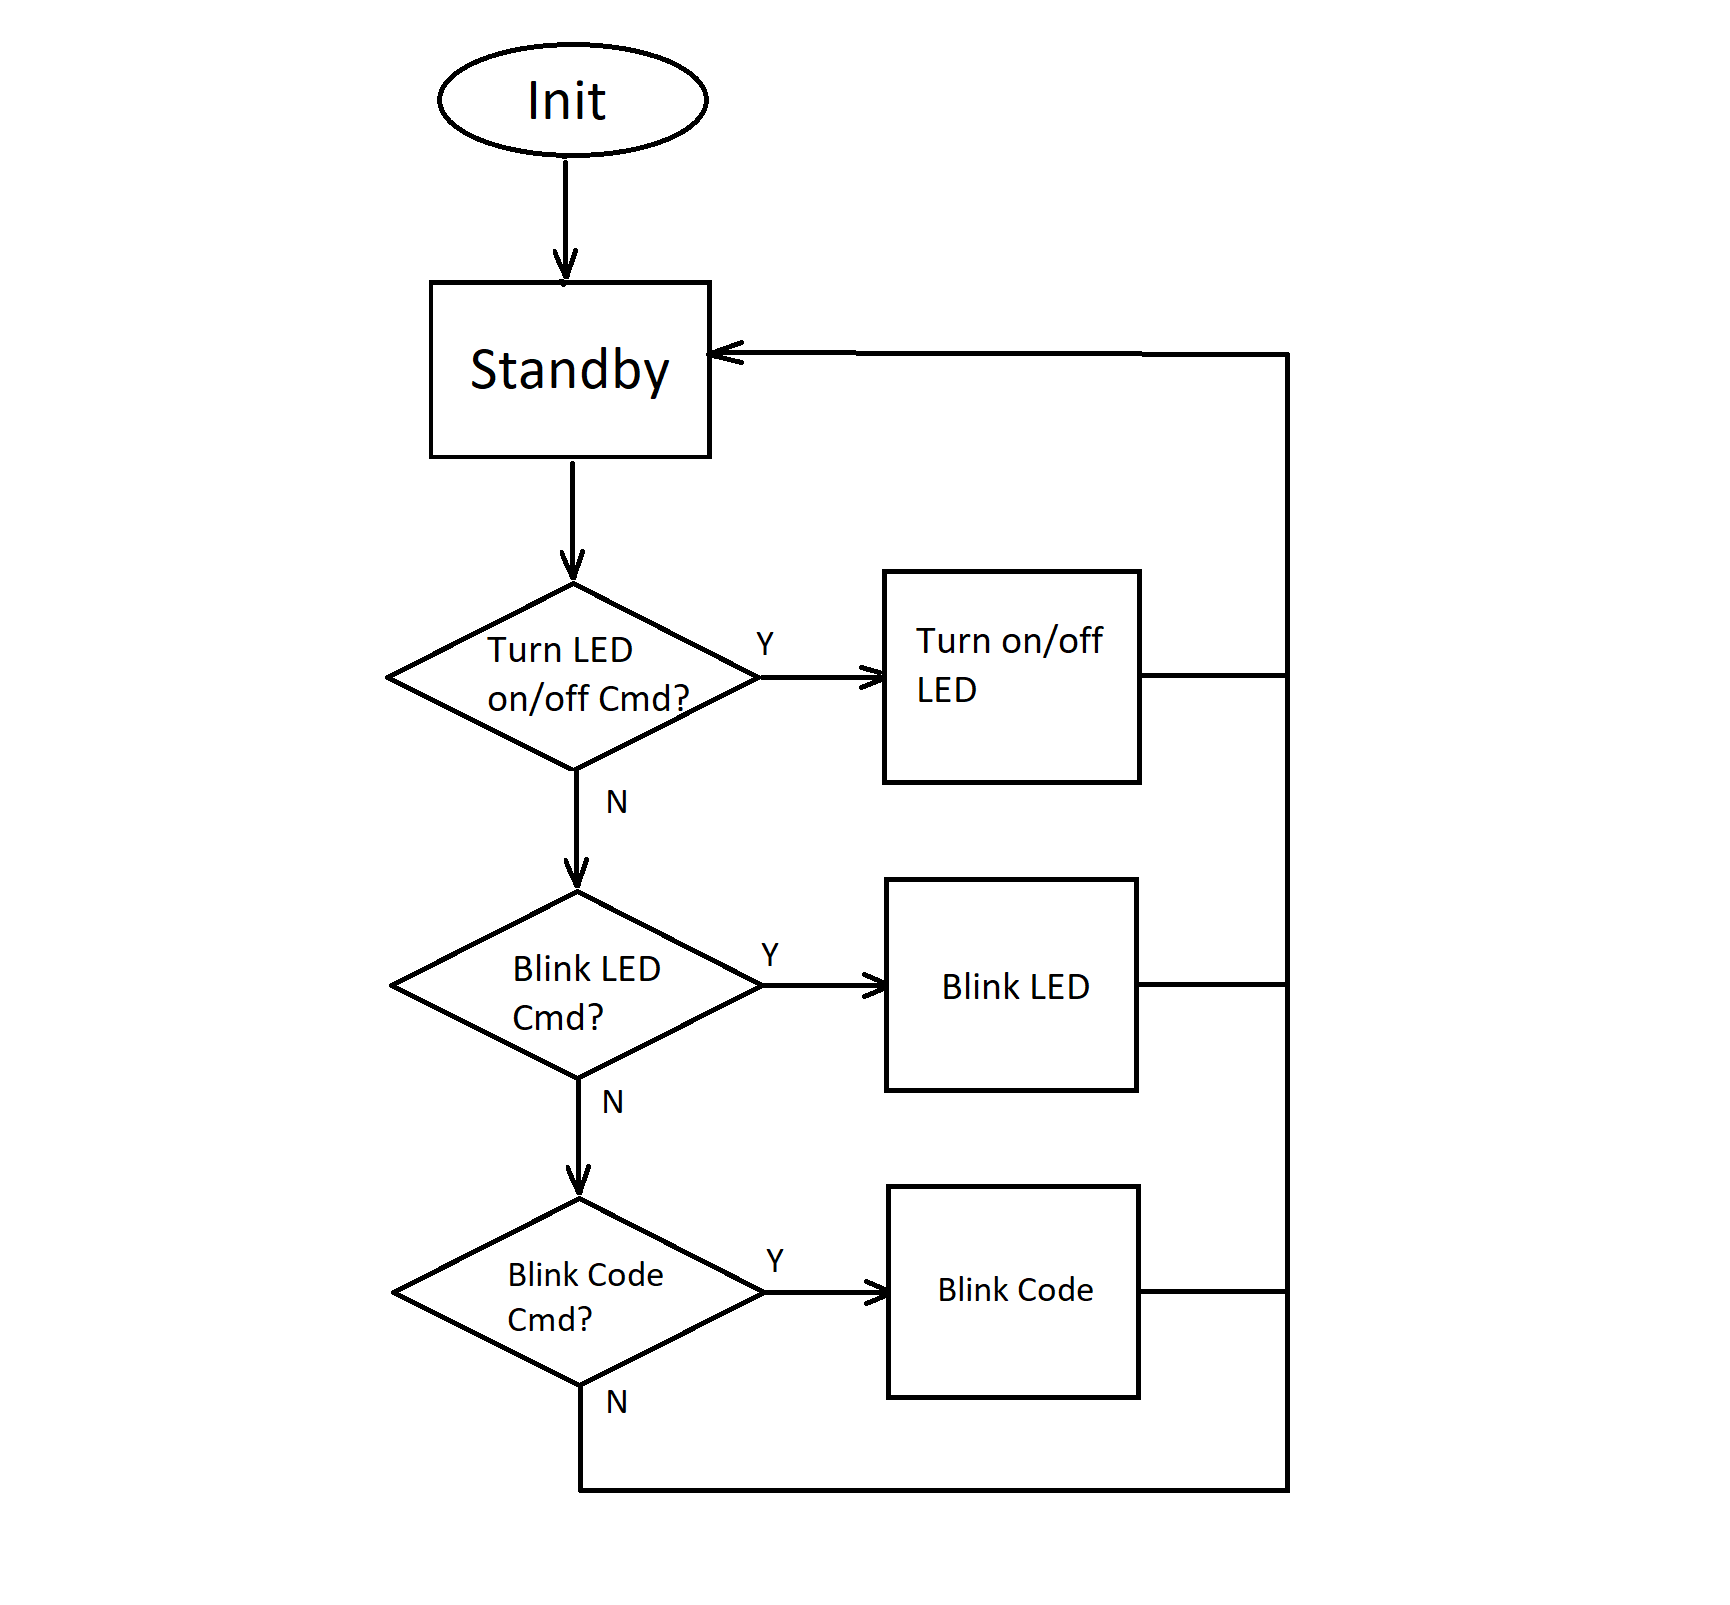 Init
Standby
Turn LED
on/off Cmd?
Y
Turn on/off
LED
N
Blink LED
Cmd?
Y
Blink LED
N
Blink Code
Cmd?
Y
Blink Code
N